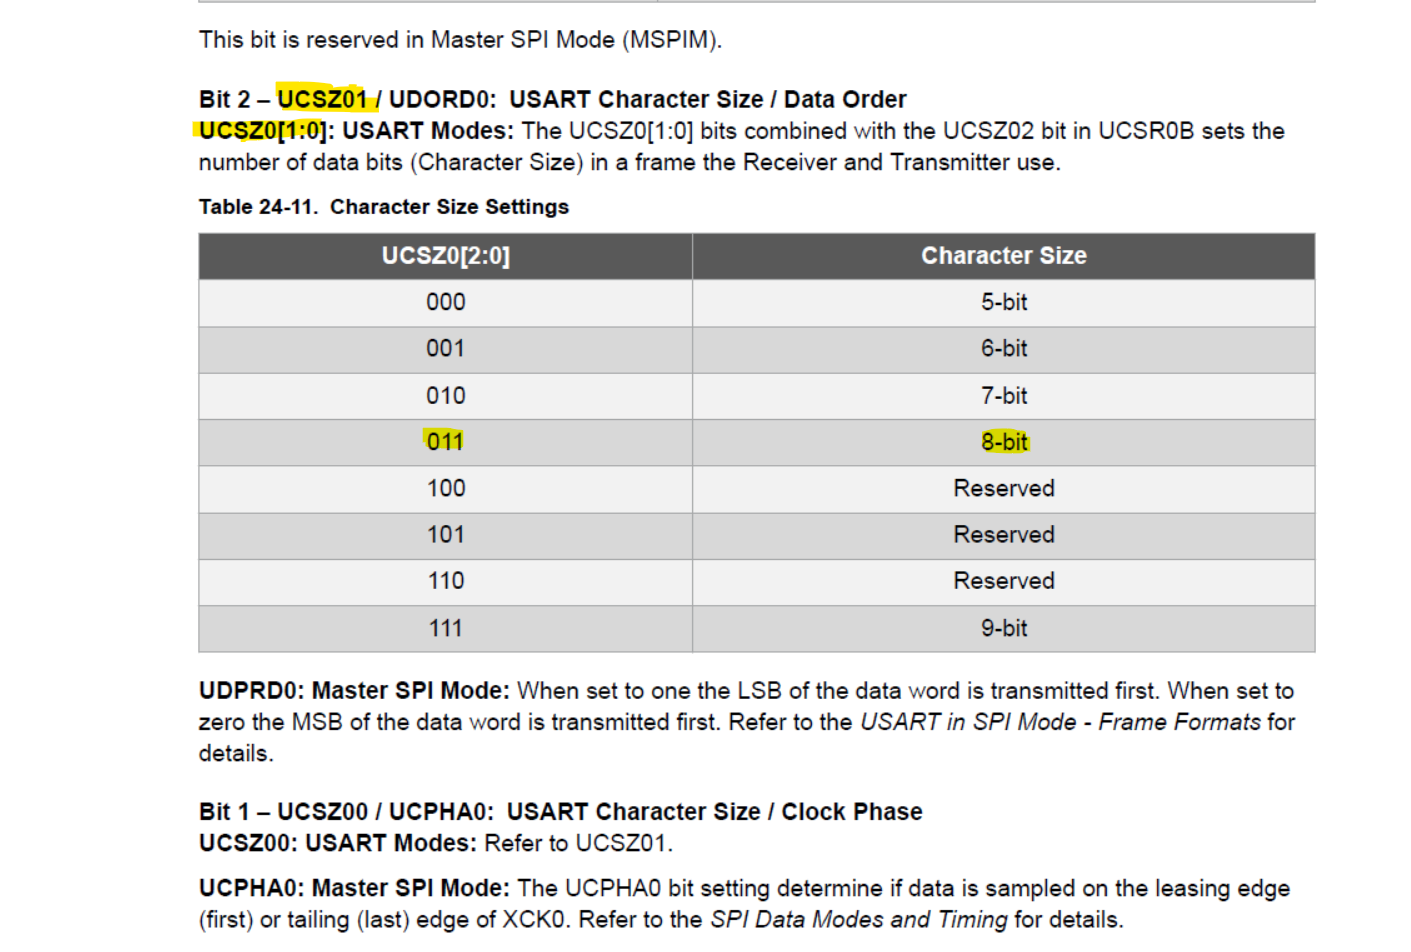 This bit is reserved in Master SPI Mode (MSPIM).
Bit 2 – UCSZ01 / UDORD0:  USART Character Size / Data Order
UCSZ0[1:0]: USART Modes: The UCSZ0[1:0] bits combined with the UCSZ02 bit in UCSR0B sets the
number of data bits (Character Size) in a frame the Receiver and Transmitter use.
Table 24-11.  Character Size Settings
UCSZ0[2:0] Character Size
000 5-bit
001 6-bit
010 7-bit
011 8-bit
100 Reserved
101 Reserved
110 Reserved
111 9-bit
UDPRD0: Master SPI Mode: When set to one the LSB of the data word is transmitted first. When set to
zero the MSB of the data word is transmitted first. Refer to the USART in SPI Mode - Frame Formats for
details.
Bit 1 – UCSZ00 / UCPHA0:  USART Character Size / Clock Phase
UCSZ00: USART Modes: Refer to UCSZ01.
UCPHA0: Master SPI Mode: The UCPHA0 bit setting determine if data is sampled on the leasing edge
(first) or tailing (last) edge of XCK0. Refer to the SPI Data Modes and Timing for details.